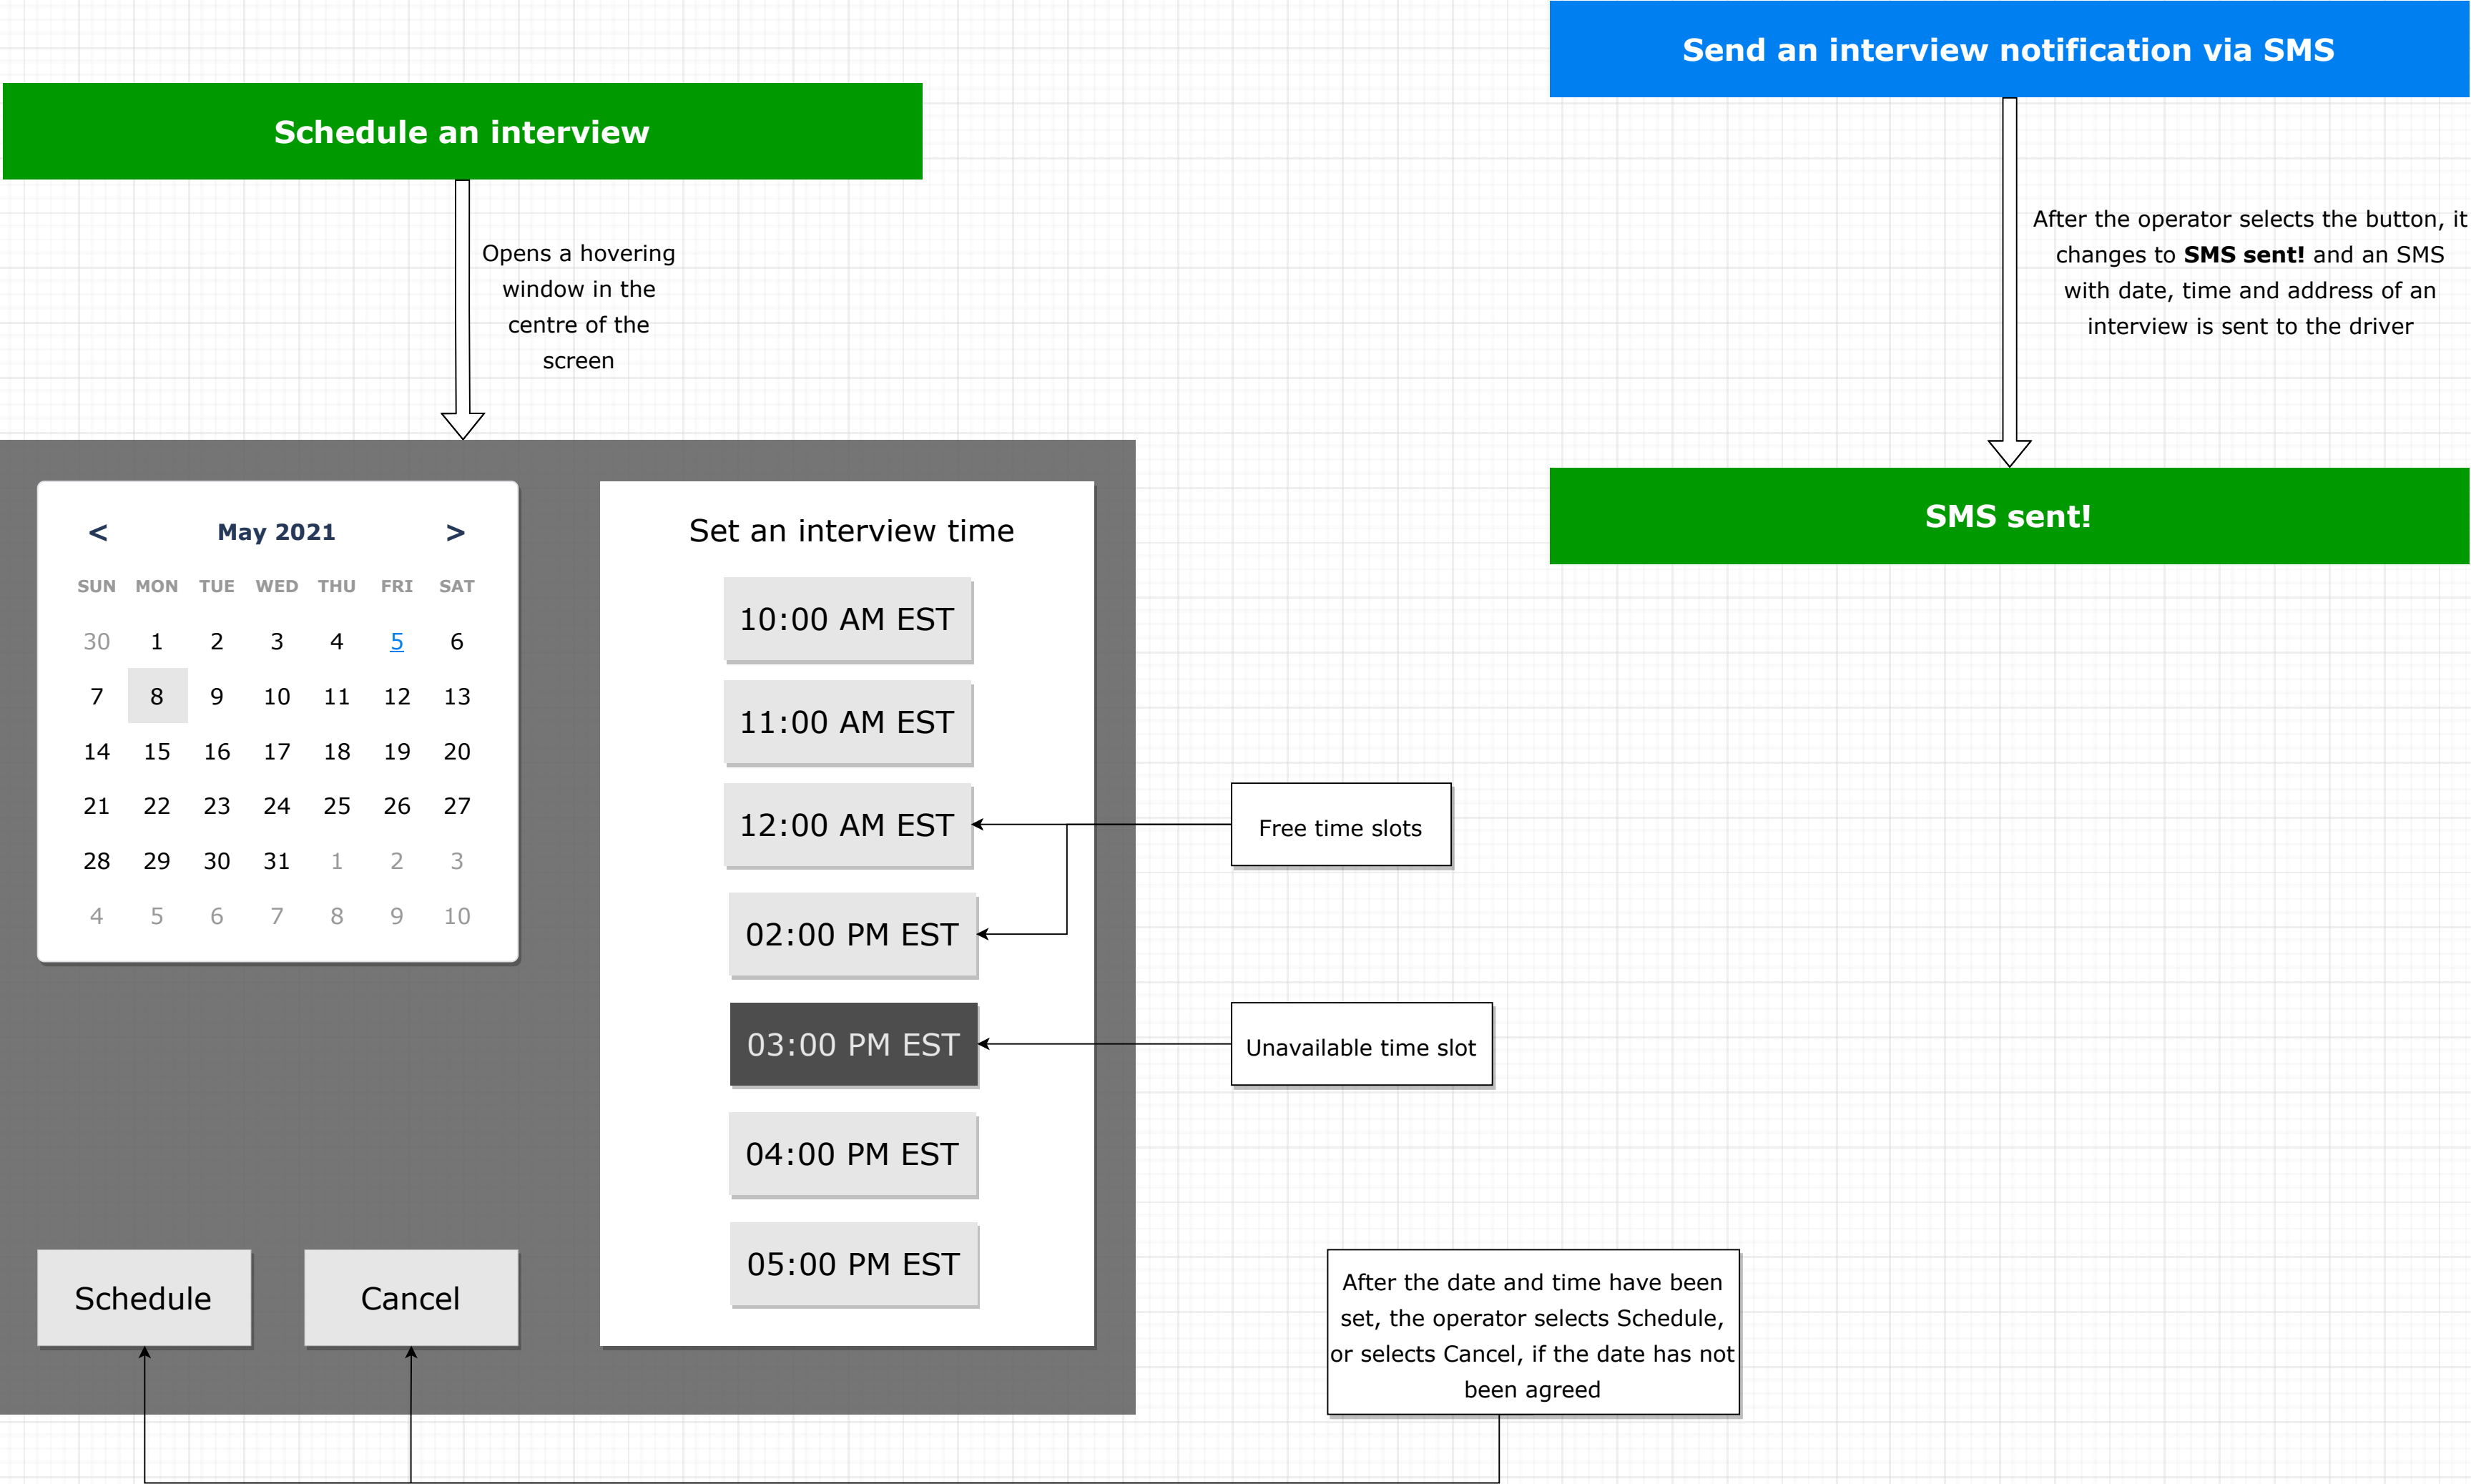 Send an interview notification via SMS
Schedule an interview
After the operator selects the button, it
changes to SMS sent! and an SMS
with date, time and address of an
interview is sent to the driver
Opens a hovering
window in the
centre of the
screen
SMS sent!
< May 2021 >
SUN MON TUE WED THU FRI SAT
30 1 2 3 4 5 6
7 8 9 10 11 12 13
14 15 16 17 18 19 20
21 22 23 24 25 26 27
28 29 30 31 1 2 3
4 5 6 7 8 9 10
Set an interview time
10:00 AM EST
11:00 AM EST
12:00 AM EST
02:00 PM EST
03:00 PM EST
04:00 PM EST
05:00 PM EST
Free time slots
Unavailable time slot
Schedule
Cancel
After the date and time have been
set, the operator selects Schedule,
or selects Cancel, if the date has not
been agreed